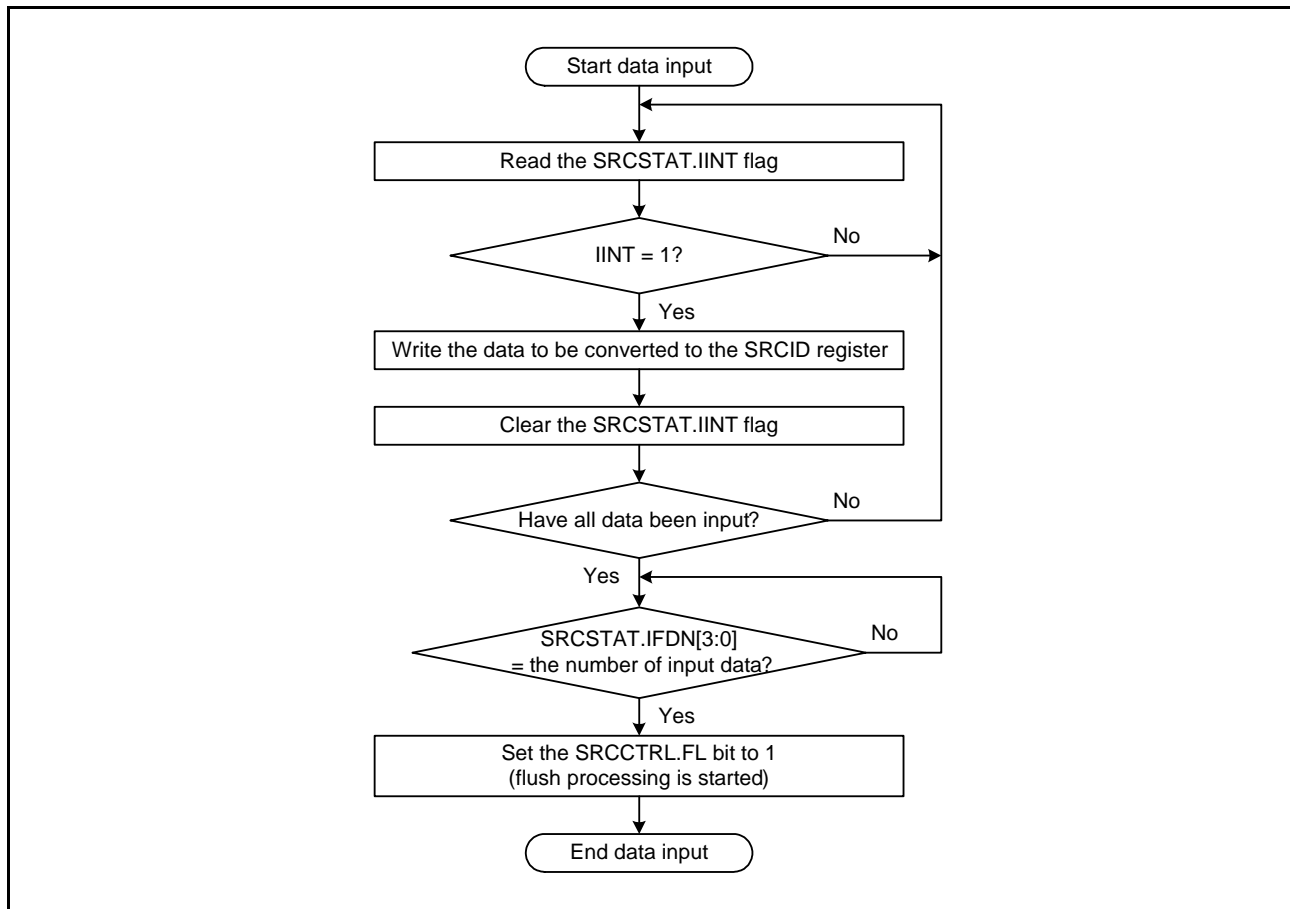 Start data input
Read the SRCSTAT.IINT flag
IINT = 1?
No
Yes
Write the data to be converted to the SRCID register
Clear the SRCSTAT.IINT flag
Have all data been input?
No
Yes
SRCSTAT.IFDN[3:0]
= the number of input data?
No
Yes
Set the SRCCTRL.FL bit to 1
(flush processing is started)
End data input